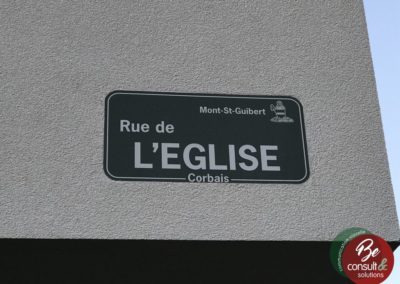 Mont-St-Guibert
Rue de
L'EGLISE
Corbais
Be
consult&
solutions